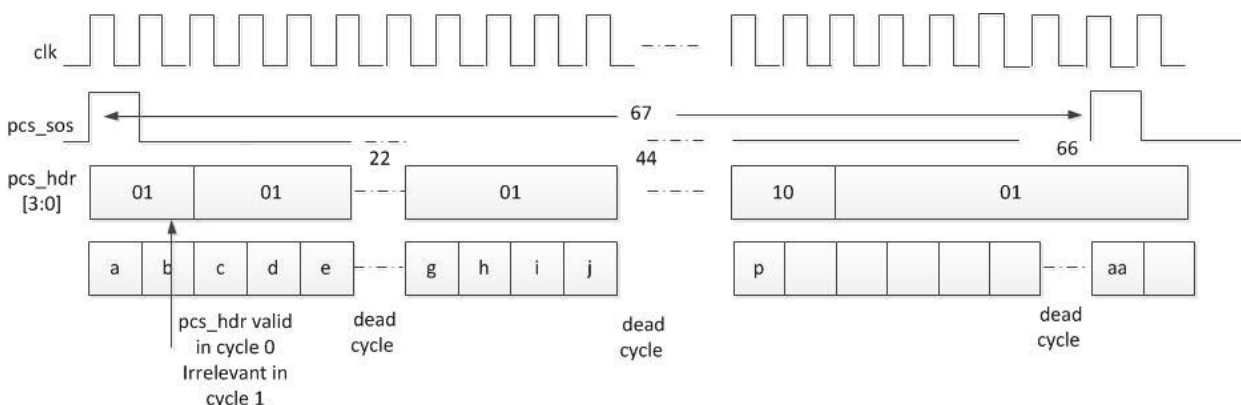 clk
67
pcs_sos
22
44
66
pcs_hdr
[3:0]
01
01
01
10
01
a b c d e g h i j p aa
pcs_hdr valid
in cycle 0
Irrelevant in
cycle 1
dead
cycle
dead
cycle
dead
cycle